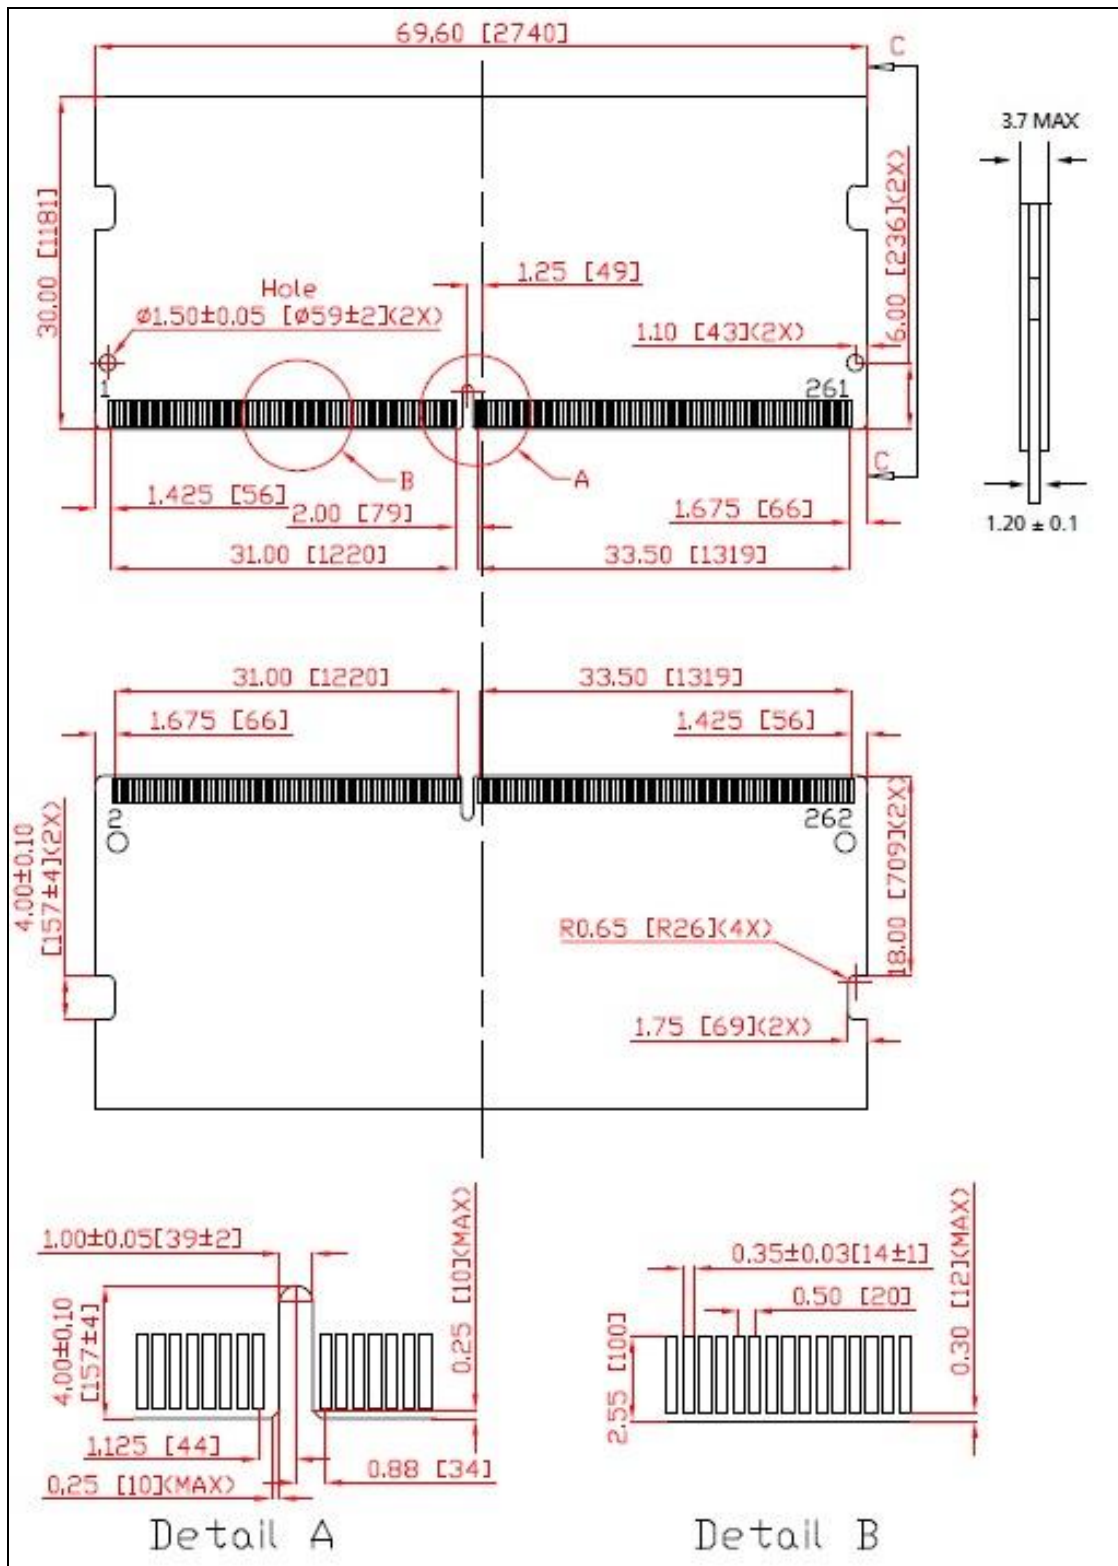 69.60 [2740]
C
3.7 MAX
30.00 [1181]
6.00 [236](2X)
1.25 [49]
Hole
Ø1.50±0.05 [Ø59±2](2X)
1.10 [43](2X)
1
261
B
A
C
1.425 [56]
2.00 [79]
1.675 [66]
1.20 ± 0.1
31.00 [1220]
33.50 [1319]
31.00 [1220]
33.50 [1319]
1.675 [66]
1.425 [56]
2
262
4.00±0.10
[157±4](2X)
18.00 [709](2X)
R0.65 [R26](4X)
1.75 [69](2X)
1.00±0.05[39±2]
0.25 [10](MAX)
4.00±0.10
[157±4]
1.125 [44]
0.88 [34]
0.25 [10](MAX)
Detail A
0.35±0.03[14±1]
0.50 [20]
0.30 [12](MAX)
2.55 [100]
Detail B